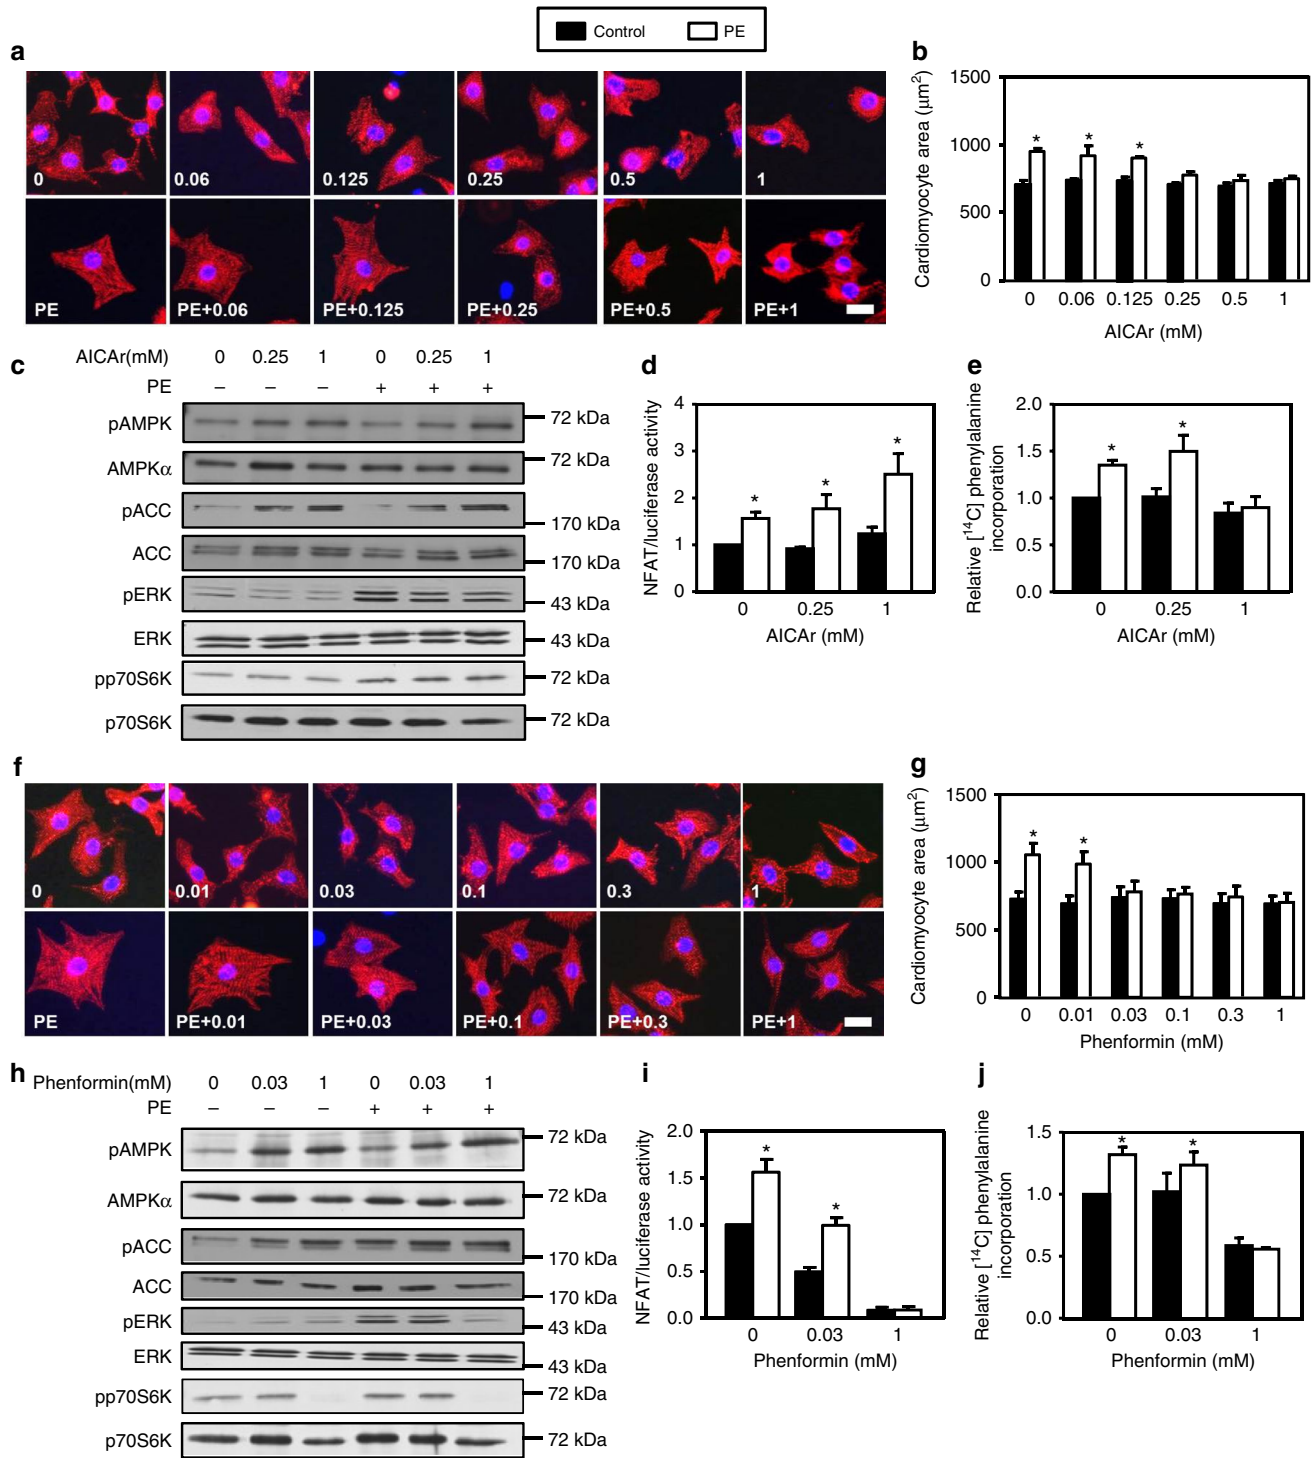 Control PE
a
0 0.06 0.125 0.25 0.5 1
PE PE+0.06 PE+0.125 PE+0.25 PE+0.5 PE+1
b
Cardiomyocyte area (µm²)
1500
1000
500
0
* * *
0 0.06 0.125 0.25 0.5 1
AICAr (mM)
c
AICAr(mM) 0 0.25 1 0 0.25 1
PE – – – + + +
pAMPK 72 kDa
AMPKα 72 kDa
pACC 170 kDa
ACC 170 kDa
pERK 43 kDa
ERK 43 kDa
pp70S6K 72 kDa
p70S6K 72 kDa
d
NFAT/luciferase activity
4
3
2
1
0
* * *
0 0.25 1
AICAr (mM)
e
Relative [¹⁴C] phenylalanine
incorporation
2.0
1.5
1.0
0.5
0.0
* *
0 0.25 1
AICAr (mM)
f
0 0.01 0.03 0.1 0.3 1
PE PE+0.01 PE+0.03 PE+0.1 PE+0.3 PE+1
g
Cardiomyocyte area (µm²)
1500
1000
500
0
* *
0 0.01 0.03 0.1 0.3 1
Phenformin (mM)
h
Phenformin(mM) 0 0.03 1 0 0.03 1
PE – – – + + +
pAMPK 72 kDa
AMPKα 72 kDa
pACC 170 kDa
ACC 170 kDa
pERK 43 kDa
ERK 43 kDa
pp70S6K 72 kDa
p70S6K 72 kDa
i
NFAT/luciferase activity
2.0
1.5
1.0
0.5
0.0
* *
0 0.03 1
Phenformin (mM)
j
Relative [¹⁴C] phenylalanine
incorporation
1.5
1.0
0.5
0.0
* *
0 0.03 1
Phenformin (mM)